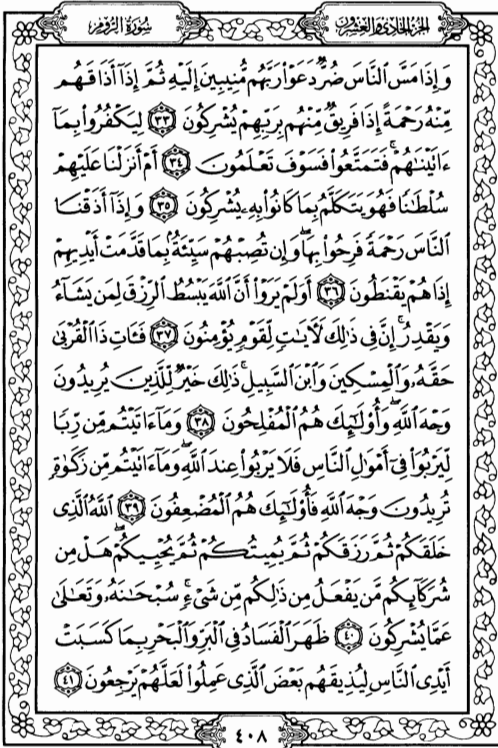 الجزء الحادي والعشرون
سورة الروم
وَإِذَا مَسَّ ٱلنَّاسَ ضُرٌّ دَعَوْا۟ رَبَّهُم مُّنِيبِينَ إِلَيْهِ ثُمَّ إِذَآ أَذَاقَهُم
مِّنْهُ رَحْمَةً إِذَا فَرِيقٌ مِّنْهُم بِرَبِّهِمْ يُشْرِكُونَ ٣٣ لِيَكْفُرُوا۟ بِمَآ
ءَاتَيْنَٰهُمْ ۚ فَتَمَتَّعُوا۟ فَسَوْفَ تَعْلَمُونَ ٣٤ أَمْ أَنزَلْنَا عَلَيْهِمْ
سُلْطَٰنًا فَهُوَ يَتَكَلَّمُ بِمَا كَانُوا۟ بِهِۦ يُشْرِكُونَ ٣٥ وَإِذَآ أَذَقْنَا
ٱلنَّاسَ رَحْمَةً فَرِحُوا۟ بِهَا ۖ وَإِن تُصِبْهُمْ سَيِّئَةٌۢ بِمَا قَدَّمَتْ أَيْدِيهِمْ
إِذَا هُمْ يَقْنَطُونَ ٣٦ أَوَلَمْ يَرَوْا۟ أَنَّ ٱللَّهَ يَبْسُطُ ٱلرِّزْقَ لِمَن يَشَآءُ
وَيَقْدِرُ ۚ إِنَّ فِى ذَٰلِكَ لَءَايَٰتٍ لِّقَوْمٍ يُؤْمِنُونَ ٣٧ فَـَٔاتِ ذَا ٱلْقُرْبَىٰ
حَقَّهُۥ وَٱلْمِسْكِينَ وَٱبْنَ ٱلسَّبِيلِ ۚ ذَٰلِكَ خَيْرٌ لِّلَّذِينَ يُرِيدُونَ
وَجْهَ ٱللَّهِ ۖ وَأُو۟لَٰٓئِكَ هُمُ ٱلْمُفْلِحُونَ ٣٨ وَمَآ ءَاتَيْتُم مِّن رِّبًا
لِّيَرْبُوَا۟ فِىٓ أَمْوَٰلِ ٱلنَّاسِ فَلَا يَرْبُوا۟ عِندَ ٱللَّهِ ۖ وَمَآ ءَاتَيْتُم مِّن زَكَوٰةٍ
تُرِيدُونَ وَجْهَ ٱللَّهِ فَأُو۟لَٰٓئِكَ هُمُ ٱلْمُضْعِفُونَ ٣٩ ٱللَّهُ ٱلَّذِى
خَلَقَكُمْ ثُمَّ رَزَقَكُمْ ثُمَّ يُمِيتُكُمْ ثُمَّ يُحْيِيكُمْ ۖ هَلْ مِن
شُرَكَآئِكُم مَّن يَفْعَلُ مِن ذَٰلِكُم مِّن شَىْءٍ ۚ سُبْحَٰنَهُۥ وَتَعَٰلَىٰ
عَمَّا يُشْرِكُونَ ٤٠ ظَهَرَ ٱلْفَسَادُ فِى ٱلْبَرِّ وَٱلْبَحْرِ بِمَا كَسَبَتْ
أَيْدِى ٱلنَّاسِ لِيُذِيقَهُم بَعْضَ ٱلَّذِى عَمِلُوا۟ لَعَلَّهُمْ يَرْجِعُونَ ٤١
٤٠٨